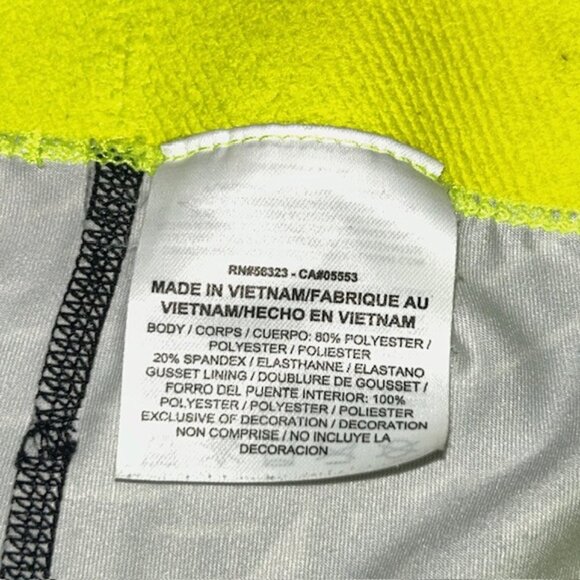 RN#56323 - CA#05553
MADE IN VIETNAM/FABRIQUE AU
VIETNAM/HECHO EN VIETNAM
BODY / CORPS / CUERPO: 80% POLYESTER /
POLYESTER / POLIESTER
20% SPANDEX / ELASTHANNE / ELASTANO
GUSSET LINING / DOUBLURE DE GOUSSET /
FORRO DEL PUENTE INTERIOR: 100%
POLYESTER / POLYESTER / POLIESTER
EXCLUSIVE OF DECORATION / DECORATION
NON COMPRISE / NO INCLUYE LA
DECORACION